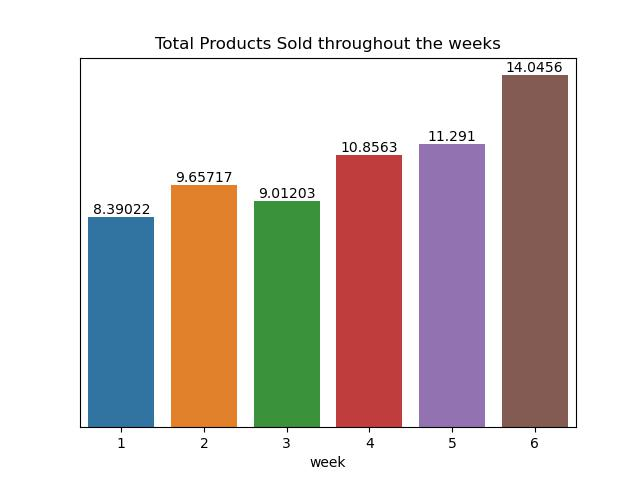 Total Products Sold throughout the weeks
14.0456
11.291
10.8563
9.65717
9.01203
8.39022
1 2 3 4 5 6
week